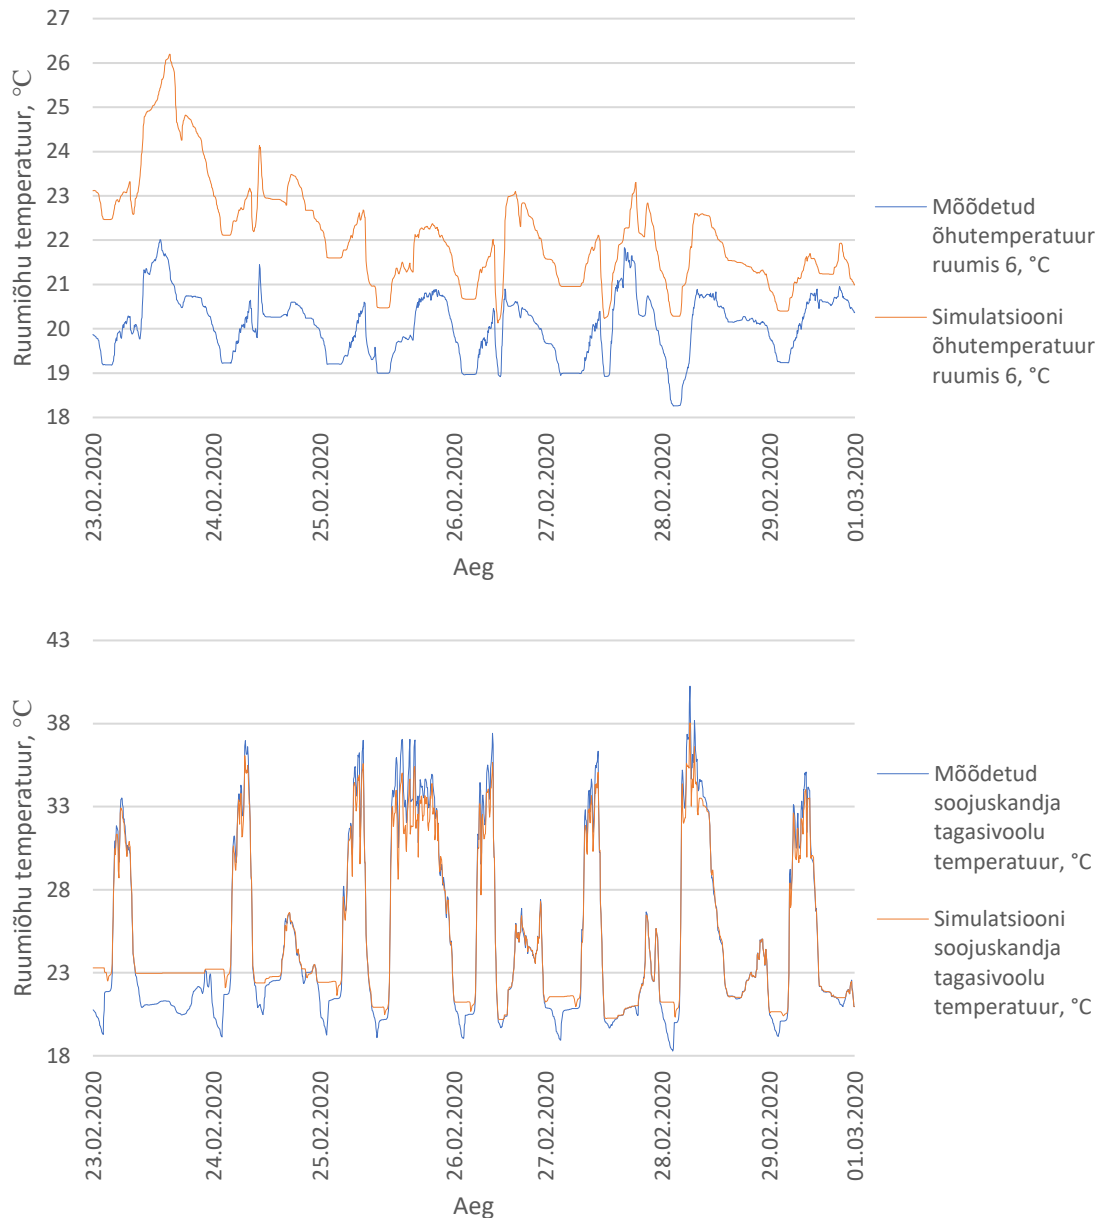 27
26
25
24
23
22
21
20
19
18
Ruumiõhu temperatuur, °C
23.02.2020
24.02.2020
25.02.2020
26.02.2020
27.02.2020
28.02.2020
29.02.2020
01.03.2020
Aeg
Mõõdetud
õhutemperatuur
ruumis 6, °C
Simulatsiooni
õhutemperatuur
ruumis 6, °C
43
38
33
28
23
18
Ruumiõhu temperatuur, °C
23.02.2020
24.02.2020
25.02.2020
26.02.2020
27.02.2020
28.02.2020
29.02.2020
01.03.2020
Aeg
Mõõdetud
soojuskandja
tagasivoolu
temperatuur, °C
Simulatsiooni
soojuskandja
tagasivoolu
temperatuur, °C